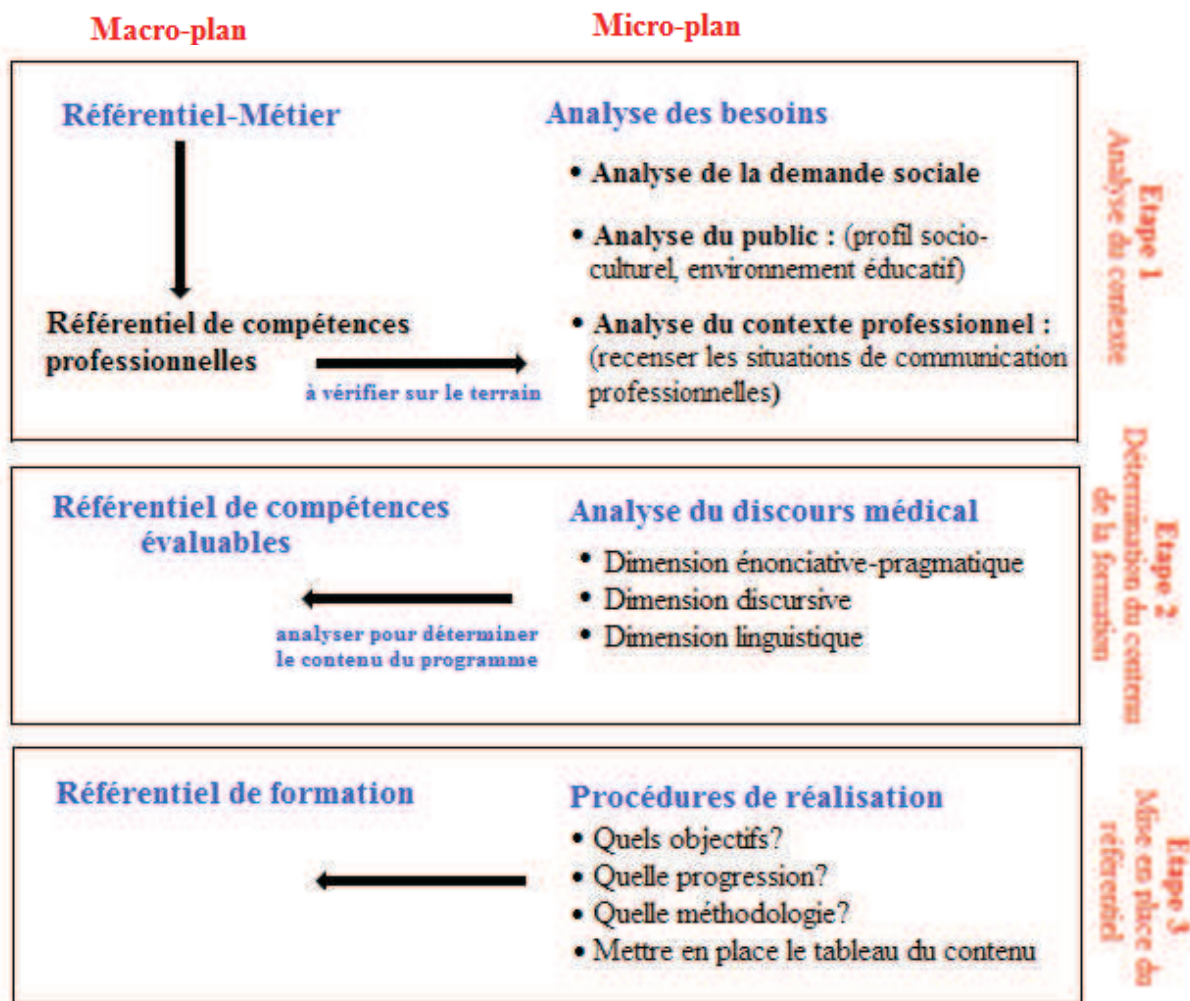 Macro-plan
Micro-plan
Référentiel-Métier
Référentiel de compétences
professionnelles
à vérifier sur le terrain
Analyse des besoins
• Analyse de la demande sociale
• Analyse du public : (profil socio-
culturel, environnement éducatif)
• Analyse du contexte professionnel :
(recenser les situations de communication
professionnelles)
Etape 1
Analyse du contexte
Référentiel de compétences
évaluables
analyser pour déterminer
le contenu du programme
Analyse du discours médical
• Dimension énonciative-pragmatique
• Dimension discursive
• Dimension linguistique
Etape 2
Détermination du contenu
de la formation
Référentiel de formation
Procédures de réalisation
• Quels objectifs?
• Quelle progression?
• Quelle méthodologie?
• Mettre en place le tableau du contenu
Etape 3
Mise en place du
référentiel